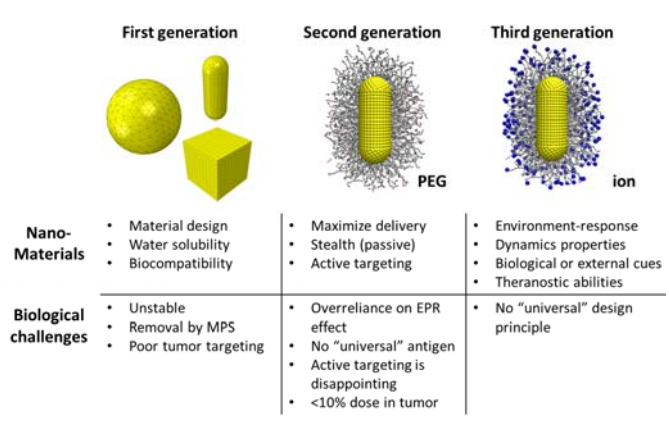 First generation
Second generation
Third generation
PEG
ion
Nano-
Materials
• Material design
• Water solubility
• Biocompatibility
• Maximize delivery
• Stealth (passive)
• Active targeting
• Environment-response
• Dynamics properties
• Biological or external cues
• Theranostic abilities
Biological
challenges
• Unstable
• Removal by MPS
• Poor tumor targeting
• Overreliance on EPR
effect
• No “universal” antigen
• Active targeting is
disappointing
• <10% dose in tumor
• No “universal” design
principle